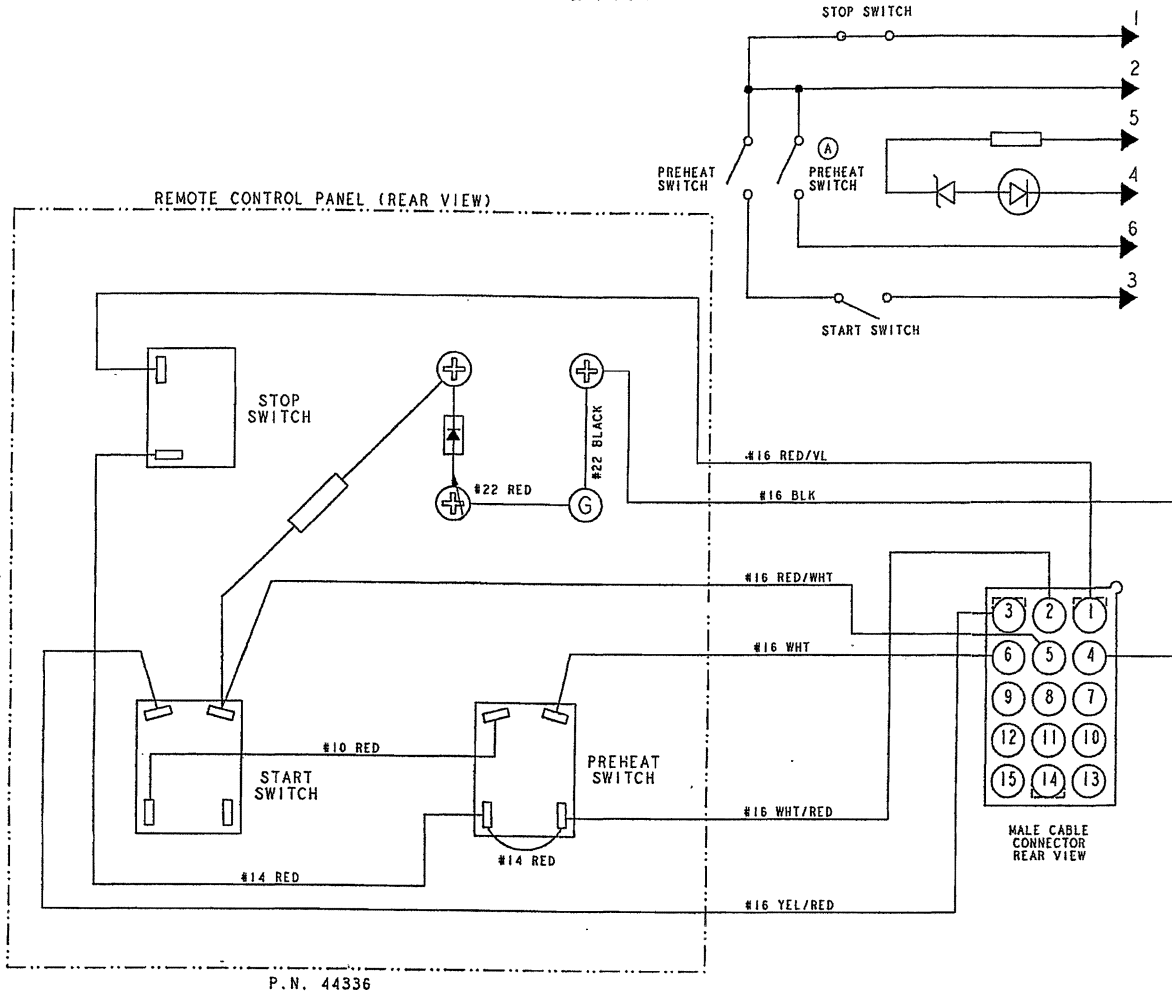 STOP SWITCH
1
2
5
PREHEAT
SWITCH
A
PREHEAT
SWITCH
4
6
3
START SWITCH
REMOTE CONTROL PANEL (REAR VIEW)
STOP
SWITCH
#22 BLACK
#22 RED
G
#16 RED/VL
#16 BLK
#16 RED/WHT
#16 WHT
3 2 1
6 5 4
9 8 7
12 11 10
15 14 13
#10 RED
START
SWITCH
PREHEAT
SWITCH
#16 WHT/RED
#14 RED
MALE CABLE
CONNECTOR
REAR VIEW
#14 RED
#16 YEL/RED
P.N. 44336